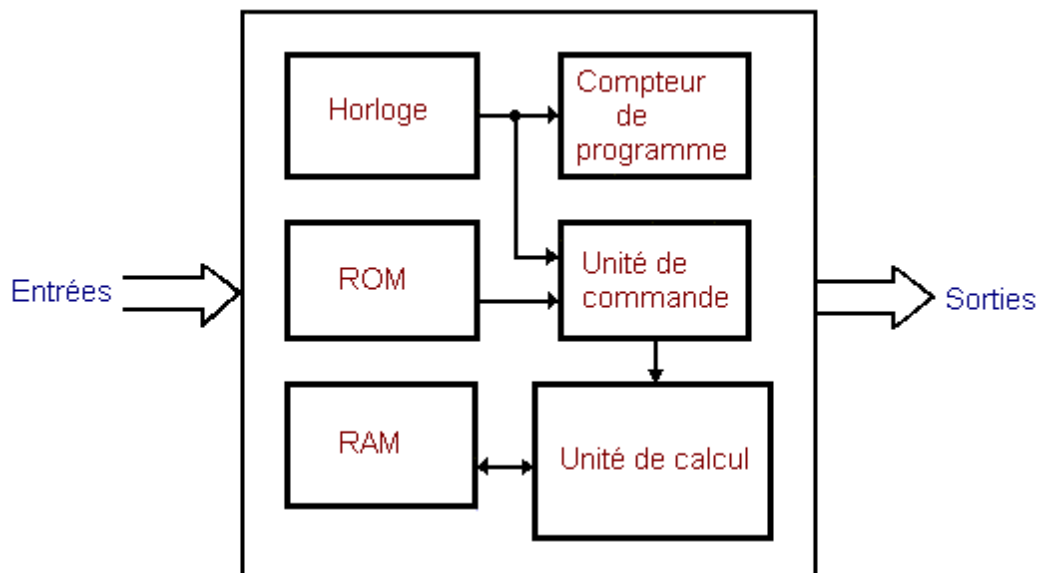 Horloge
Compteur
de
programme
Entrées
ROM
Unité de
commande
Sorties
RAM
Unité de calcul